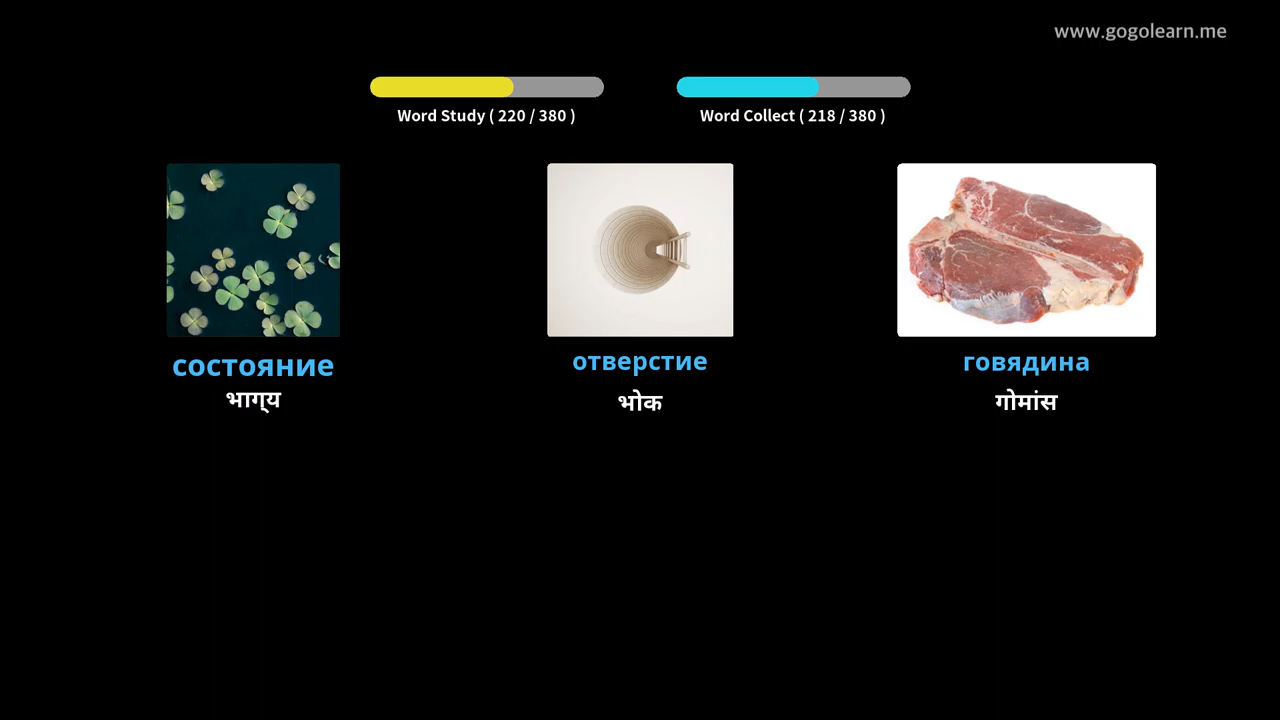 www.gogolearn.me
Word Study ( 220 / 380 )
Word Collect ( 218 / 380 )
состояние
отверстие
говядина
भाग्य
भोक
गोमांस